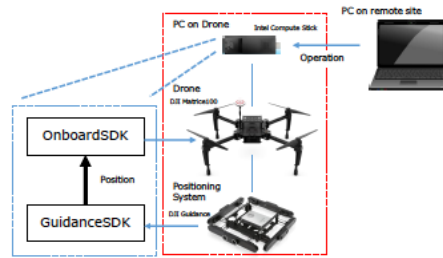 PC on Drone
Intel Compute Stick
PC on remote site
Operation
Drone
DJI Matrice100
OnboardSDK
Position
Positioning
System
DJI Guidance
GuidanceSDK